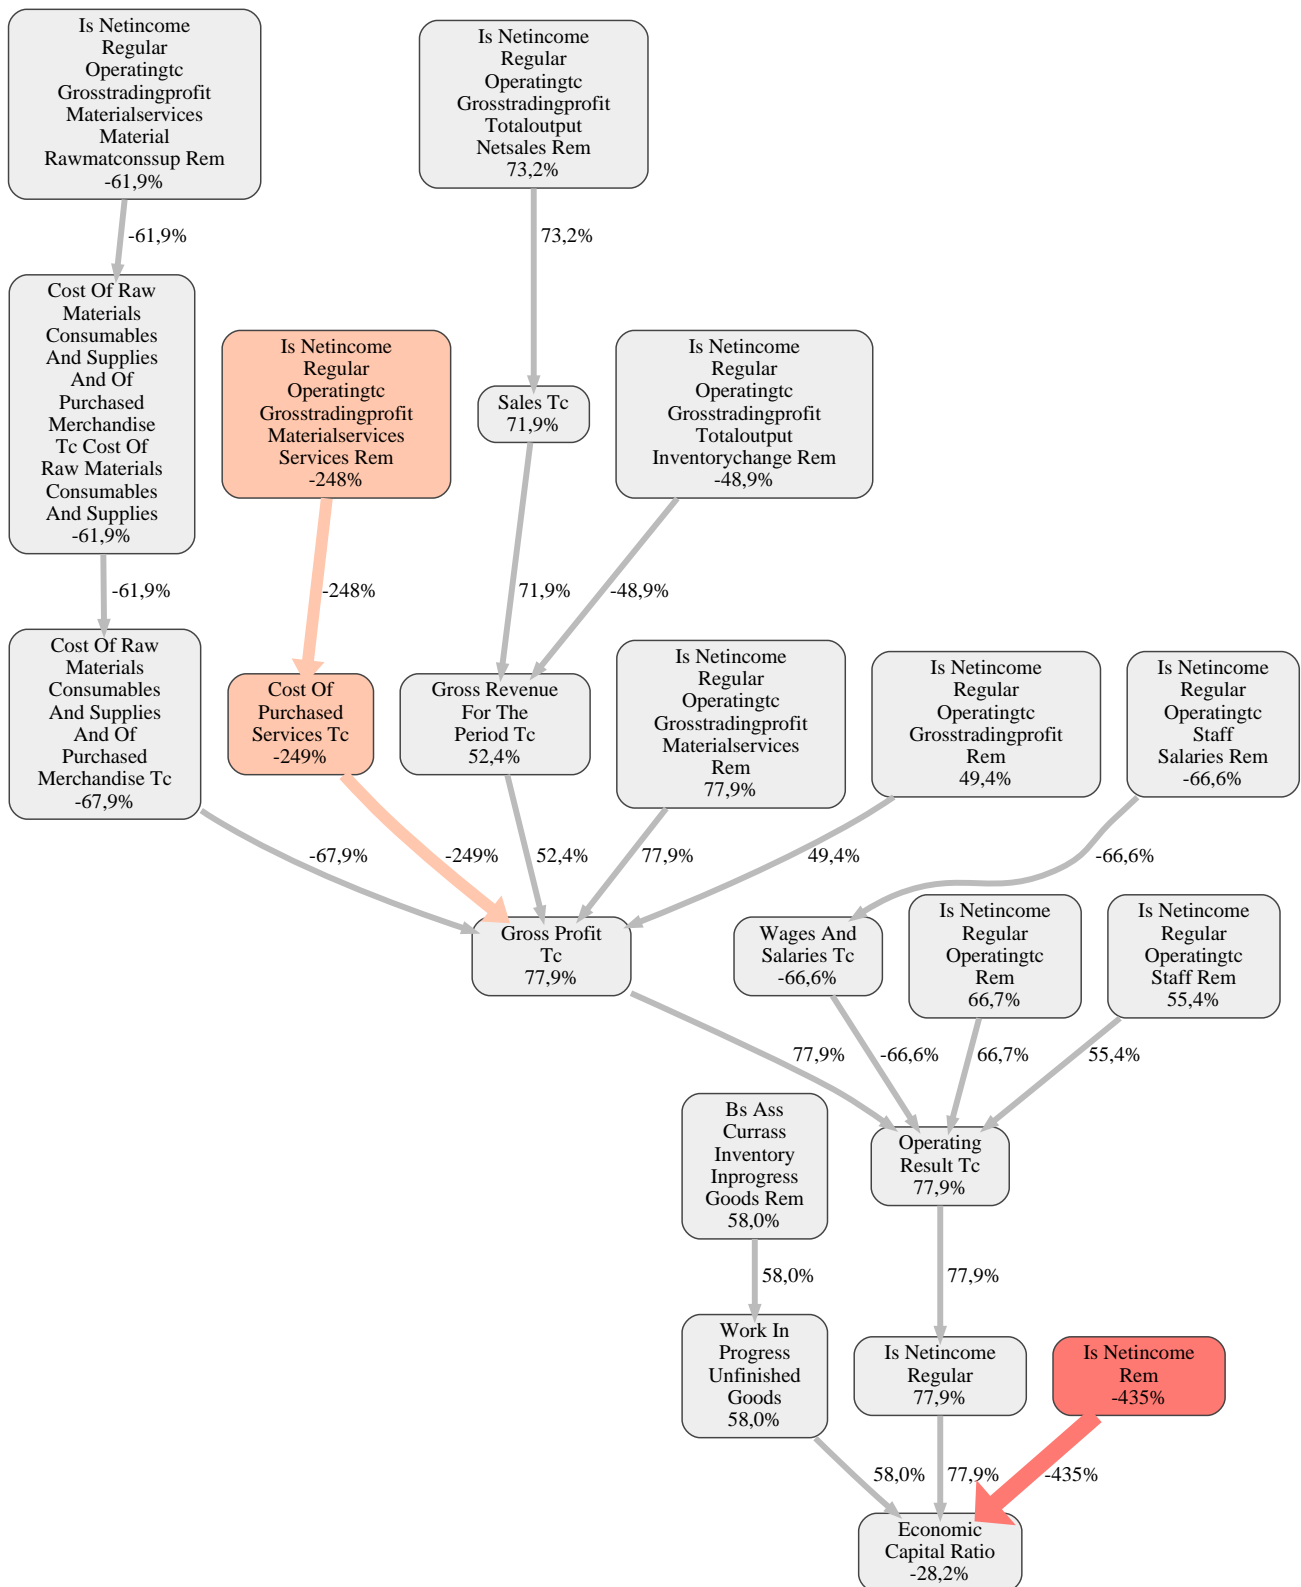 Is Netincome
Regular
Operatingtc
Grosstradingprofit
Materialservices
Material
Rawmatconssup Rem
-61,9%
Is Netincome
Regular
Operatingtc
Grosstradingprofit
Totaloutput
Netsales Rem
73,2%
-61,9%
73,2%
Cost Of Raw
Materials
Consumables
And Supplies
And Of
Purchased
Merchandise
Tc Cost Of
Raw Materials
Consumables
And Supplies
-61,9%
Is Netincome
Regular
Operatingtc
Grosstradingprofit
Materialservices
Services Rem
-248%
Sales Tc
71,9%
Is Netincome
Regular
Operatingtc
Grosstradingprofit
Totaloutput
Inventorychange Rem
-48,9%
-61,9%
-248%
71,9%
-48,9%
Cost Of Raw
Materials
Consumables
And Supplies
And Of
Purchased
Merchandise Tc
-67,9%
Cost Of
Purchased
Services Tc
-249%
Gross Revenue
For The
Period Tc
52,4%
Is Netincome
Regular
Operatingtc
Grosstradingprofit
Materialservices
Rem
77,9%
Is Netincome
Regular
Operatingtc
Grosstradingprofit
Rem
49,4%
Is Netincome
Regular
Operatingtc
Staff
Salaries Rem
-66,6%
-67,9%
-249%
52,4%
77,9%
49,4%
-66,6%
Gross Profit
Tc
77,9%
Wages And
Salaries Tc
-66,6%
Is Netincome
Regular
Operatingtc
Rem
66,7%
Is Netincome
Regular
Operatingtc
Staff Rem
55,4%
77,9%
-66,6%
66,7%
55,4%
Bs Ass
Currass
Inventory
Inprogress
Goods Rem
58,0%
Operating
Result Tc
77,9%
58,0%
77,9%
Work In
Progress
Unfinished
Goods
58,0%
Is Netincome
Regular
77,9%
Is Netincome
Rem
-435%
58,0%
77,9%
-435%
Economic
Capital Ratio
-28,2%